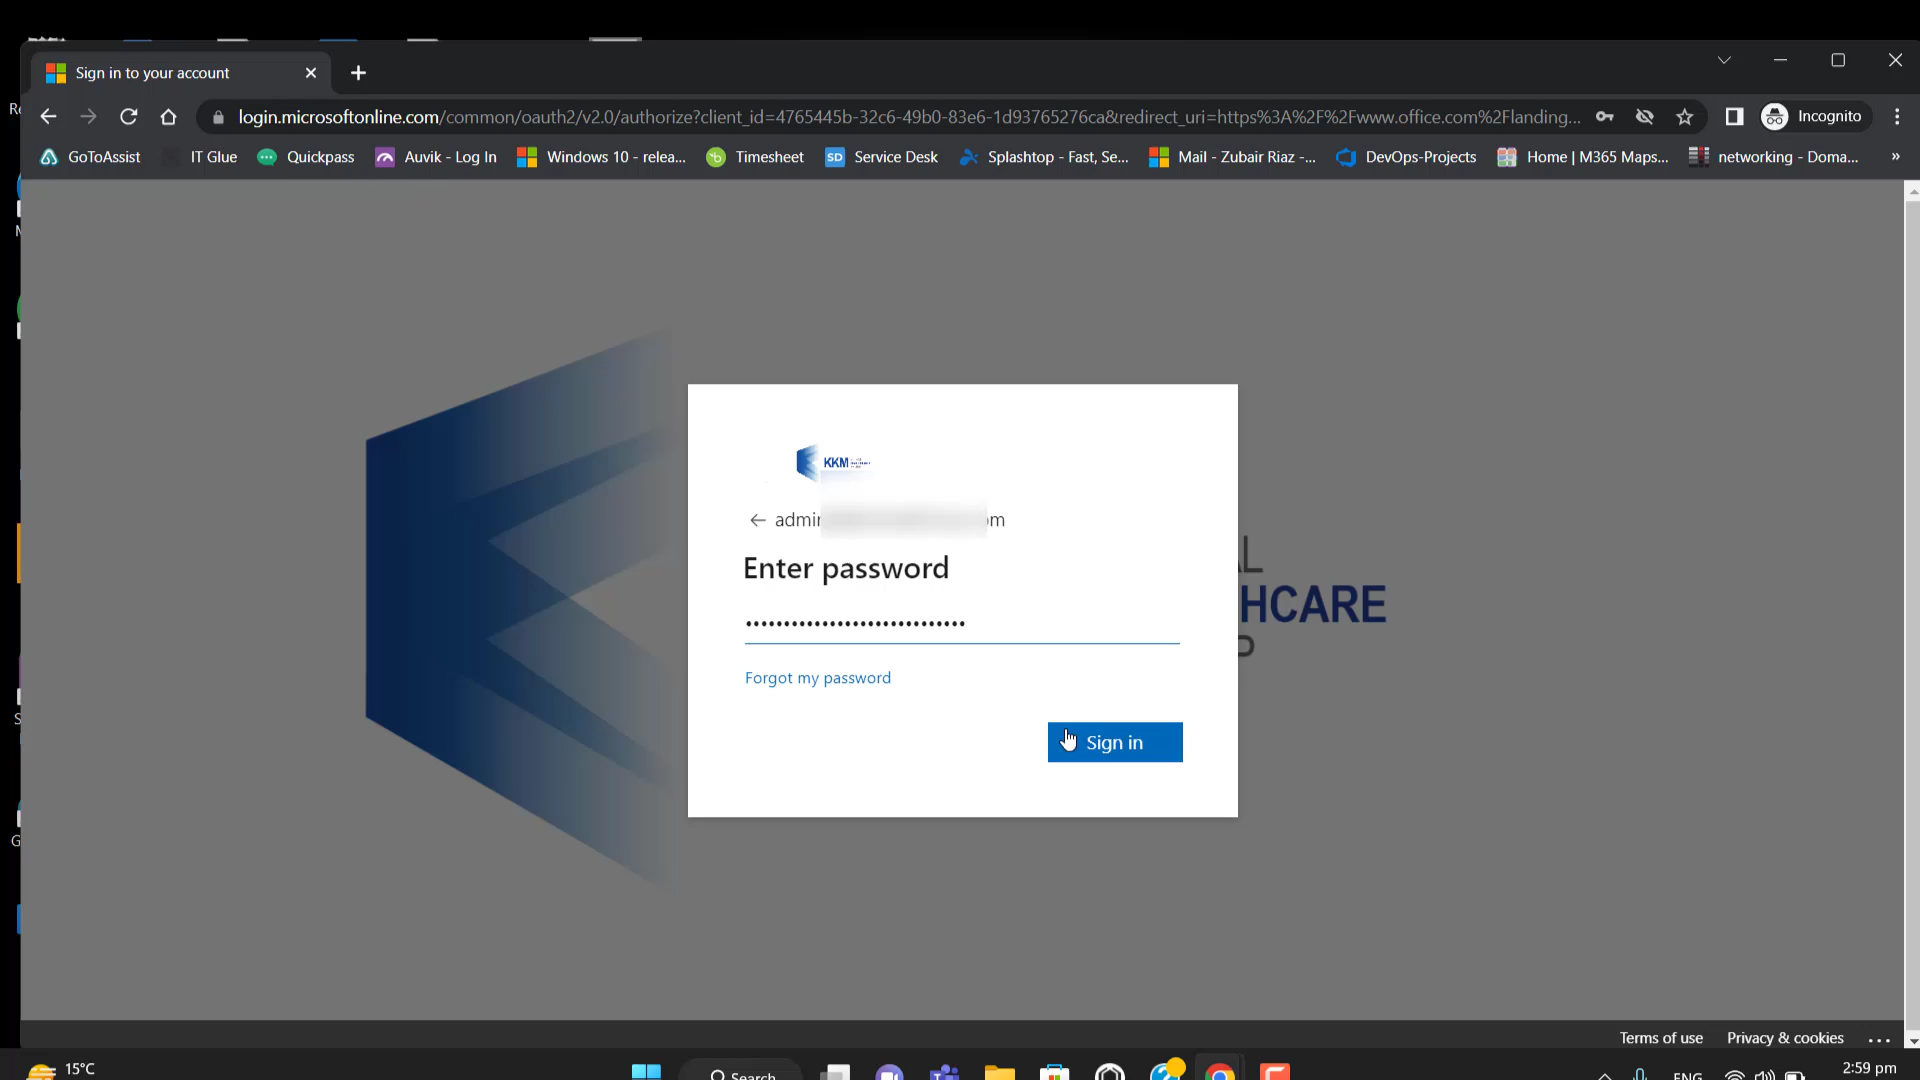 Sign in to your account
login.microsoftonline.com/common/oauth2/v2.0/authorize?client_id=4765445b-32c6-49b0-83e6-1d93765276ca&redirect_uri=https%3A%2F%2Fwww.office.com%2Flanding...
Incognito
GoToAssist
IT Glue
Quickpass
Auvik - Log In
Windows 10 - relea...
Timesheet
SD
Service Desk
Splashtop - Fast, Se...
Mail - Zubair Riaz -...
DevOps-Projects
Home | M365 Maps...
networking - Doma...
»
KKM
Enter password
Forgot my password
Sign in
HCARE
Terms of use
Privacy & cookies
...
15°C
Search
ENG
2:59 pm